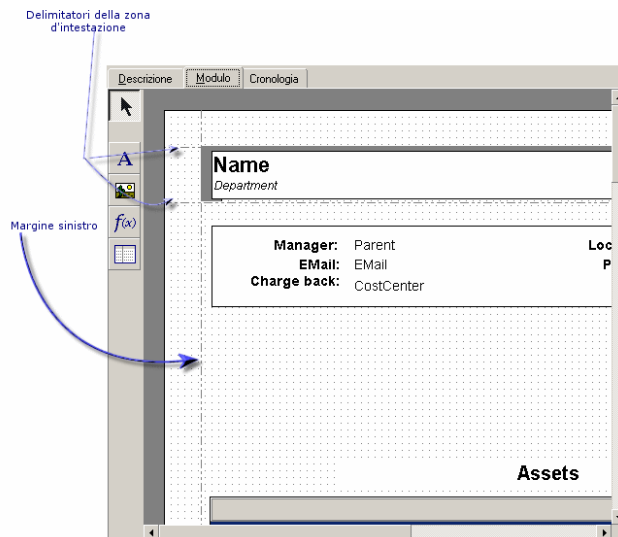 Delimitatori della zona
d'intestazione
Descrizione Modulo Cronologia
A
Name
Department
f(x)
Margine sinistro
Manager: Parent Loc
EMail: EMail P
Charge back: CostCenter
Assets